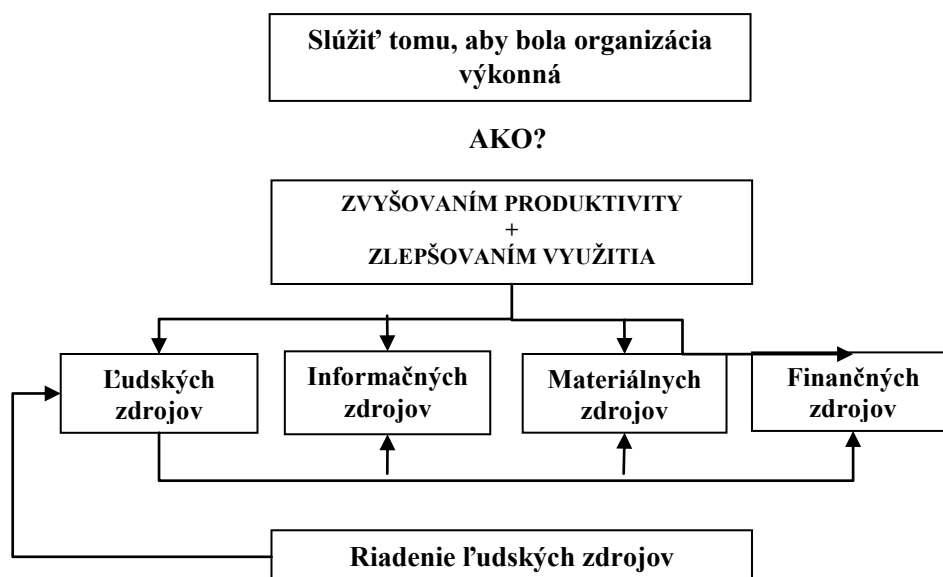 Slúžiť tomu, aby bola organizácia
výkonná
AKO?
ZVYŠOVANÍM PRODUKTIVITY
+
ZLEPŠOVANÍM VYUŽITIA
Ľudských
zdrojov
Informačných
zdrojov
Materiálnych
zdrojov
Finančných
zdrojov
Riadenie ľudských zdrojov